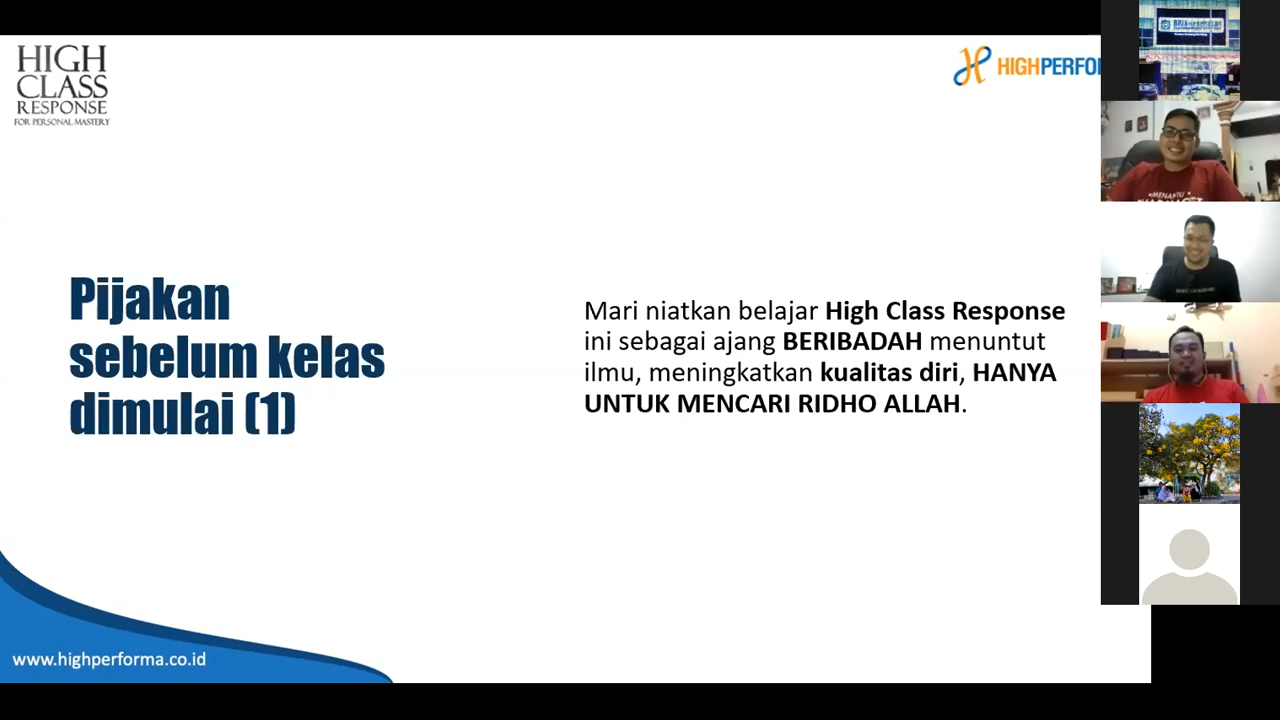 HIGH
CLASS
RESPONSE
FOR PERSONAL MASTERY
HIGHPERFO
Pijakan
sebelum kelas
dimulai (1)
Mari niatkan belajar High Class Response
ini sebagai ajang BERIBADAH menuntut
ilmu, meningkatkan kualitas diri, HANYA
UNTUK MENCARI RIDHO ALLAH.
www.highperforma.co.id
MENANTU